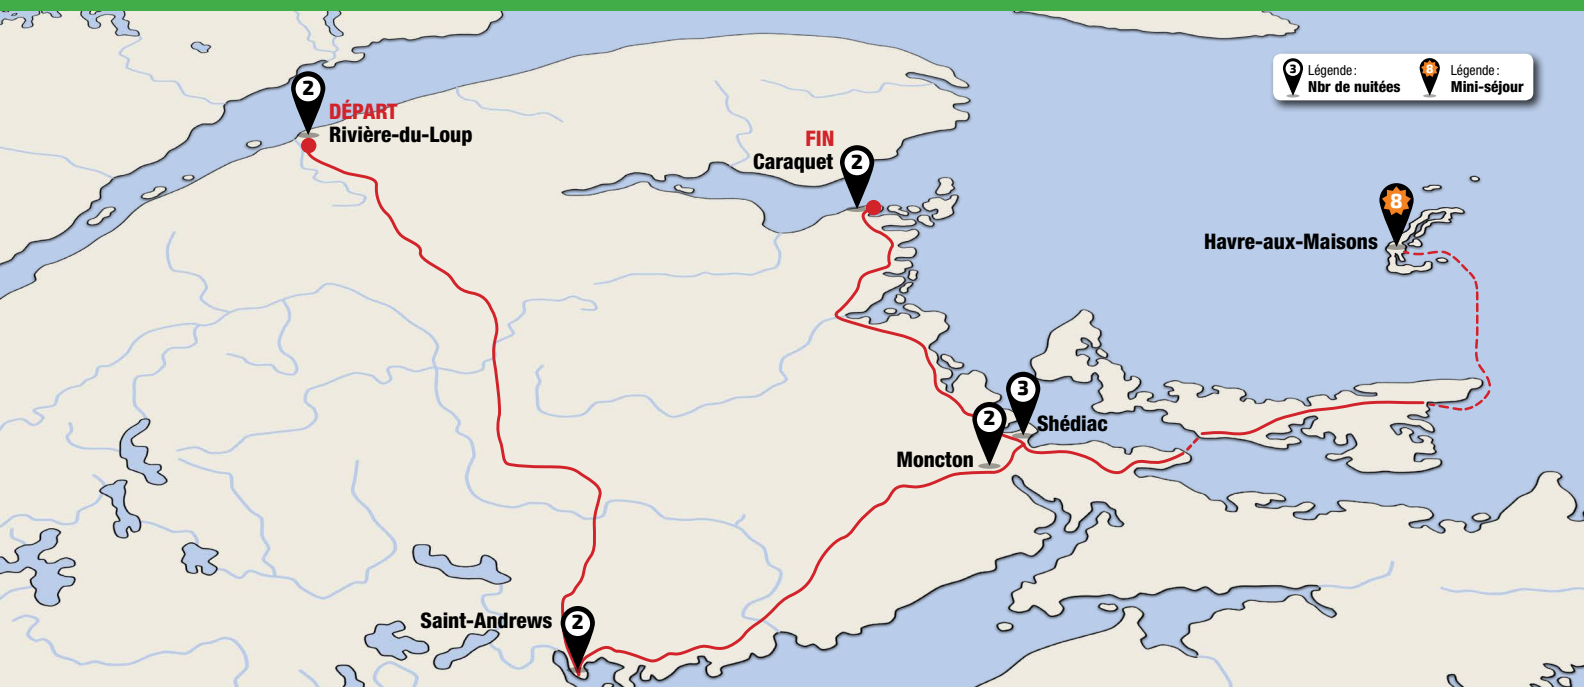 3
Légende :
Nbr de nuitées
8
Légende :
Mini-séjour
2
DÉPART
Rivière-du-Loup
FIN
Caraquet
2
8
Havre-aux-Maisons
3
Shédiac
2
Moncton
Saint-Andrews
2